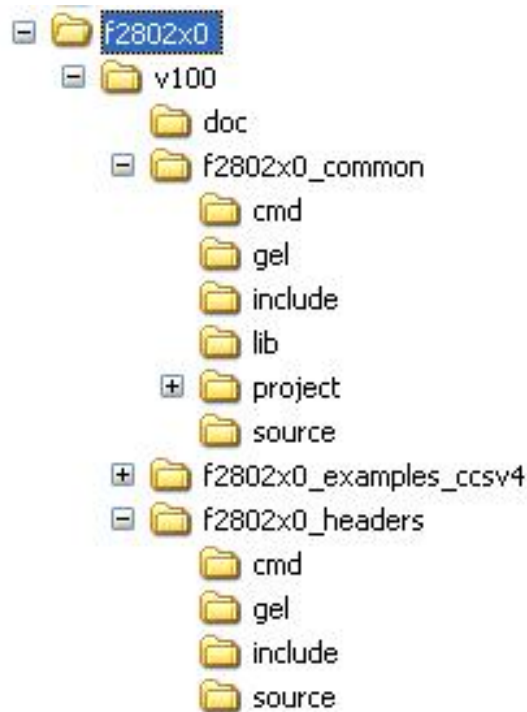 f2802x0
v100
doc
f2802x0_common
cmd
gel
include
lib
project
source
f2802x0_examples_ccsv4
f2802x0_headers
cmd
gel
include
source